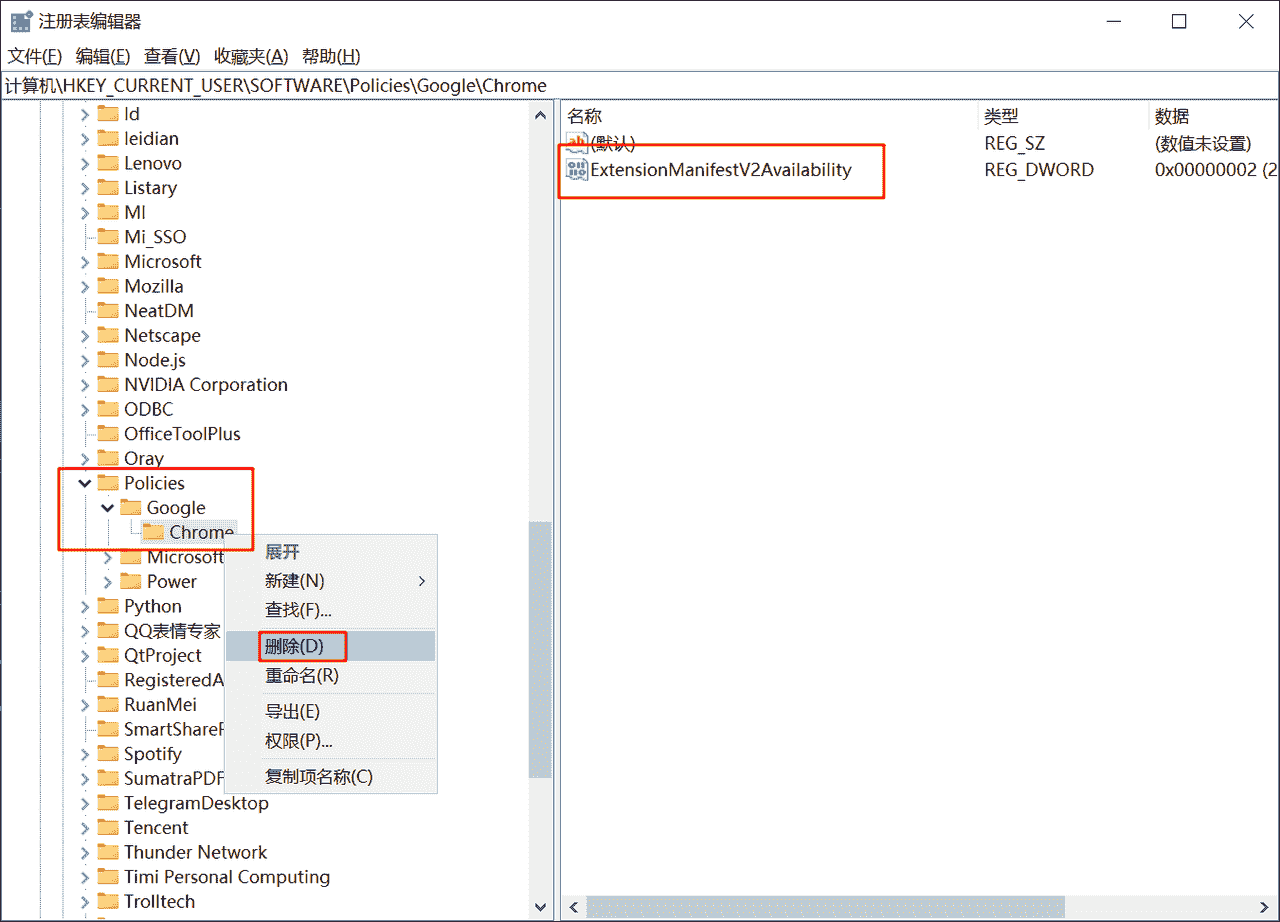 注册表编辑器
文件(F) 编辑(E) 查看(V) 收藏夹(A) 帮助(H)
计算机\HKEY_CURRENT_USER\SOFTWARE\Policies\Google\Chrome
Id
leidian
Lenovo
Listary
MI
Mi_SSO
Microsoft
Mozilla
NeatDM
Netscape
Node.js
NVIDIA Corporation
ODBC
OfficeToolPlus
Oray
Policies
Google
Chrome
Microsoft
Power
Python
QQ表情专家
QtProject
RegisteredA
RuanMei
SmartShareP
Spotify
SumatraPDF
TelegramDesktop
Tencent
Thunder Network
Timi Personal Computing
Trolltech
展开
新建(N)
查找(F)...
删除(D)
重命名(R)
导出(E)
权限(P)...
复制项名称(C)
名称 类型 数据
(默认) REG_SZ (数值未设置)
ExtensionManifestV2Availability REG_DWORD 0x00000002 (2